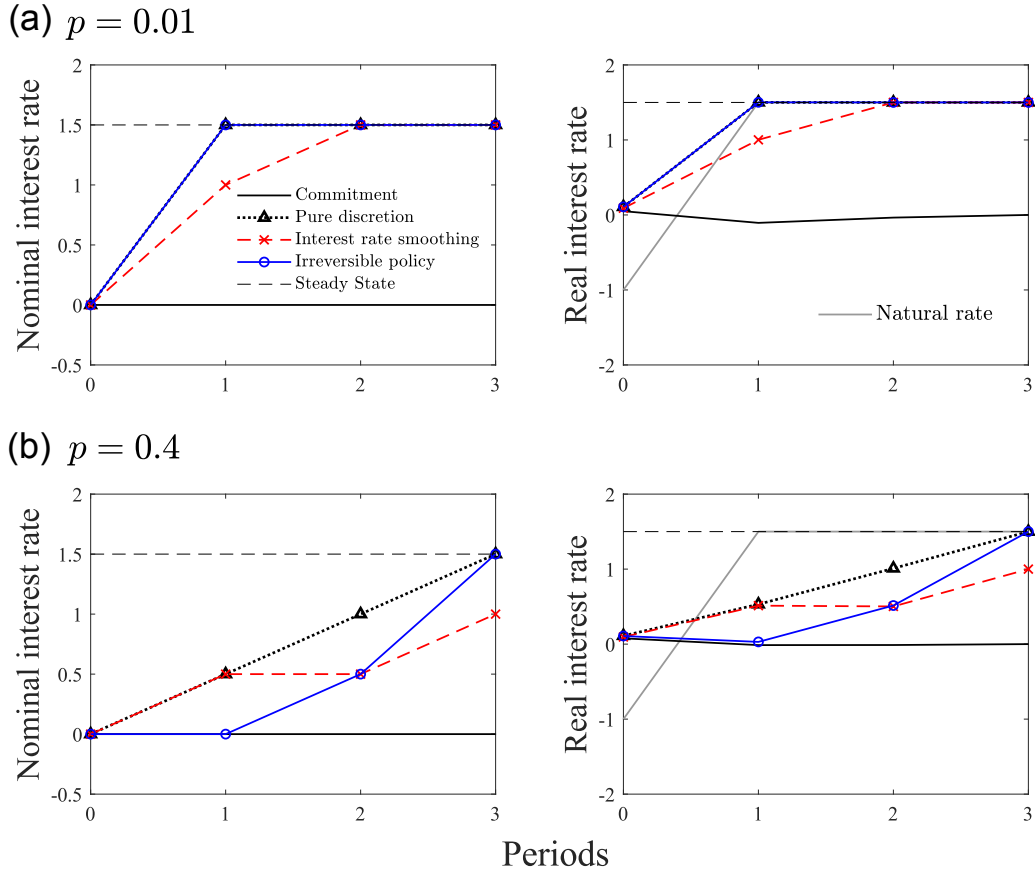 (a) p = 0.01
Nominal interest rate
2
1.5
1
0.5
0
-0.5
0 1 2 3
Commitment
Pure discretion
Interest rate smoothing
Irreversible policy
Steady State
Real interest rate
2
1
0
-1
-2
0 1 2 3
Natural rate
(b) p = 0.4
Nominal interest rate
2
1.5
1
0.5
0
-0.5
0 1 2 3
Real interest rate
2
1
0
-1
-2
0 1 2 3
Periods